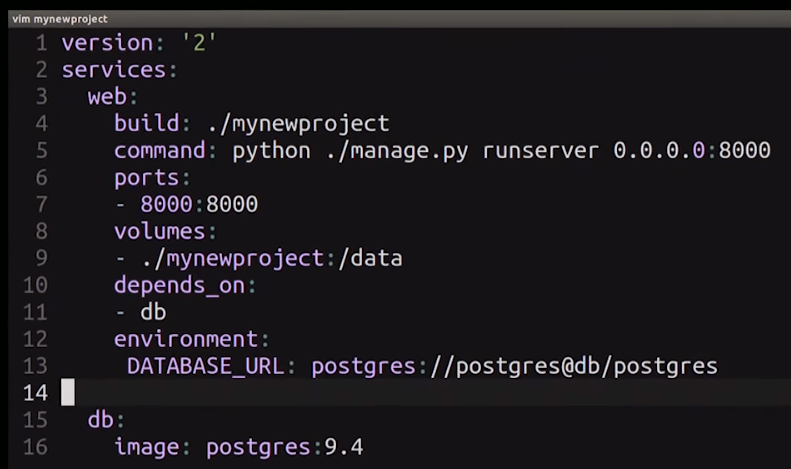 vim mynewproject
1 version: '2'
2 services:
3   web:
4     build: ./mynewproject
5     command: python ./manage.py runserver 0.0.0.0:8000
6     ports:
7     - 8000:8000
8     volumes:
9     - ./mynewproject:/data
10     depends_on:
11     - db
12     environment:
13      DATABASE_URL: postgres://postgres@db/postgres
14
15   db:
16     image: postgres:9.4